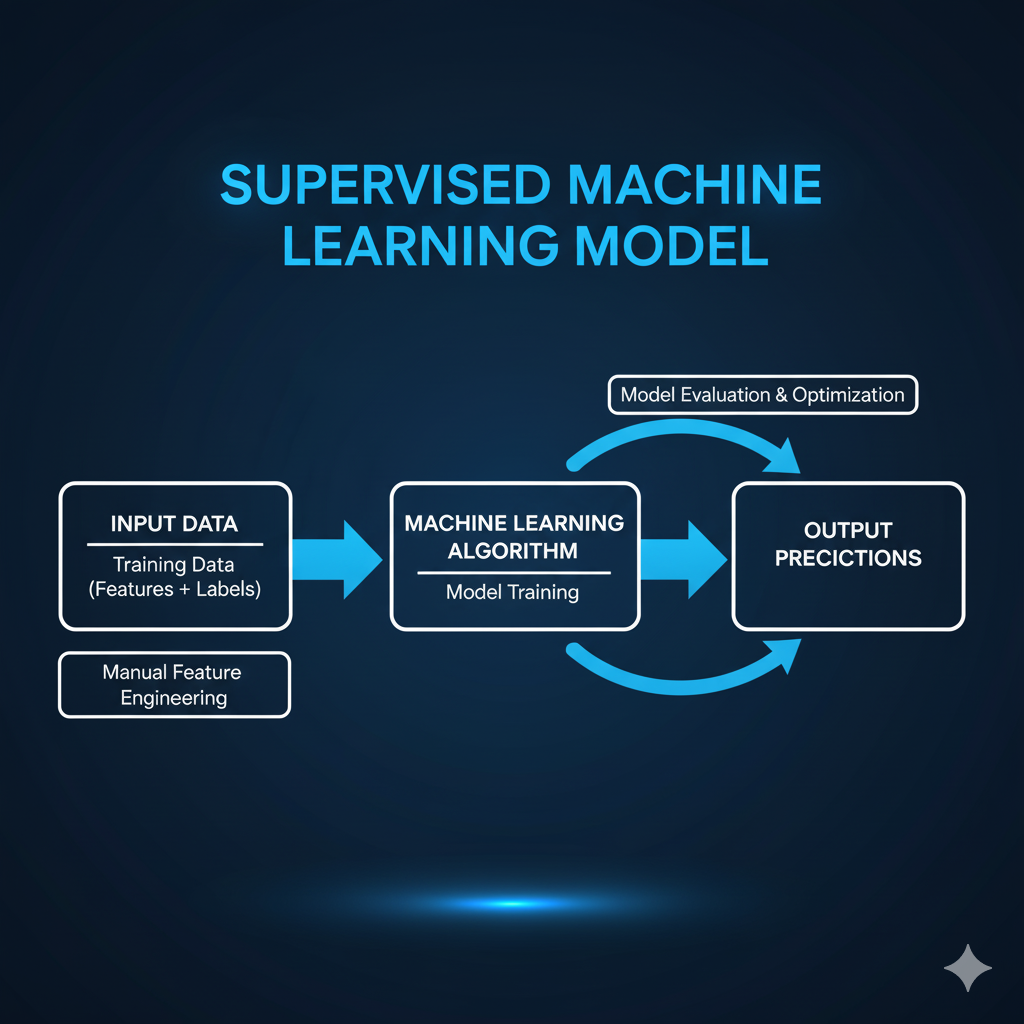 SUPERVISED MACHINE
LEARNING MODEL
Model Evaluation & Optimization
INPUT DATA
Training Data
(Features + Labels)
Manual Feature
Engineering
MACHINE LEARNING
ALGORITHM
Model Training
OUTPUT
PRECICTIONS